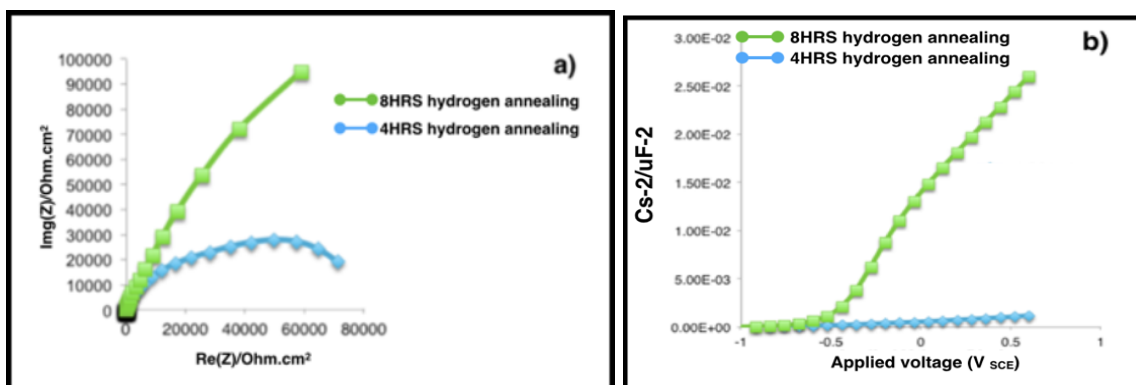 a)
100000
90000
80000
70000
60000
50000
40000
30000
20000
10000
0
Img(Z)/Ohm.cm²
8HRS hydrogen annealing
4HRS hydrogen annealing
0 20000 40000 60000 80000
Re(Z)/Ohm.cm²
b)
8HRS hydrogen annealing
4HRS hydrogen annealing
3.00E-02
2.50E-02
2.00E-02
1.50E-02
1.00E-02
5.00E-03
0.00E+00
Cs-2/uF-2
-1 -0.5 0 0.5 1
Applied voltage (V SCE)